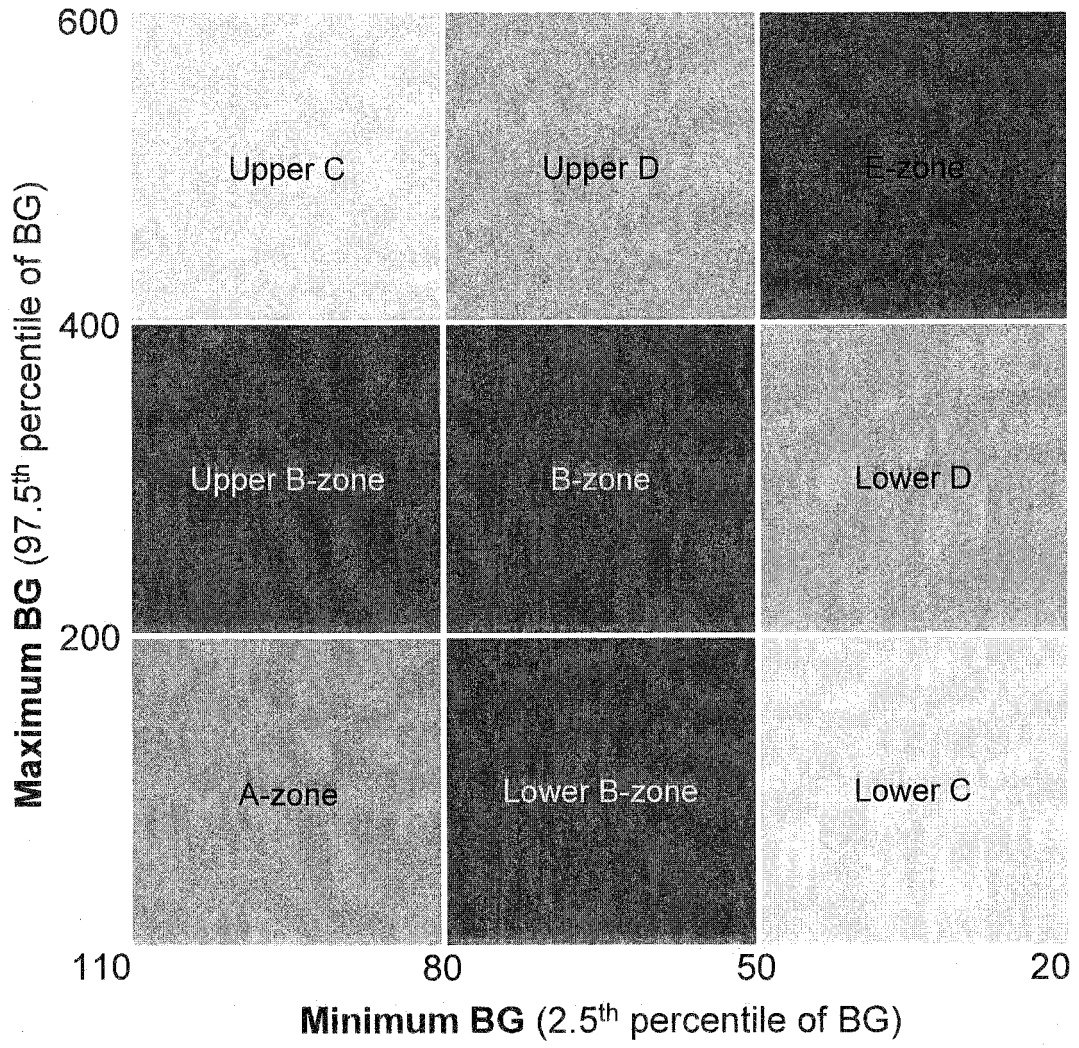 600
Upper C
Upper D
E-zone
400
Upper B-zone
B-zone
Lower D
200
A-zone
Lower B-zone
Lower C
110
80
50
20
Minimum BG (2.5th percentile of BG)
Maximum BG (97.5th percentile of BG)